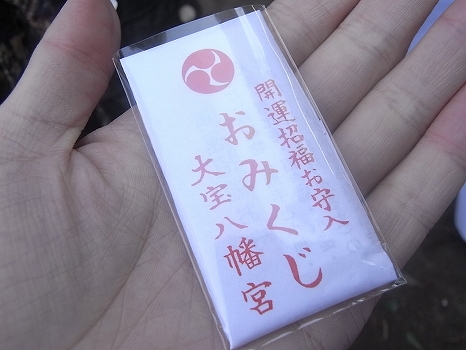 開運招福お守入
おみくじ
大宝八幡宮